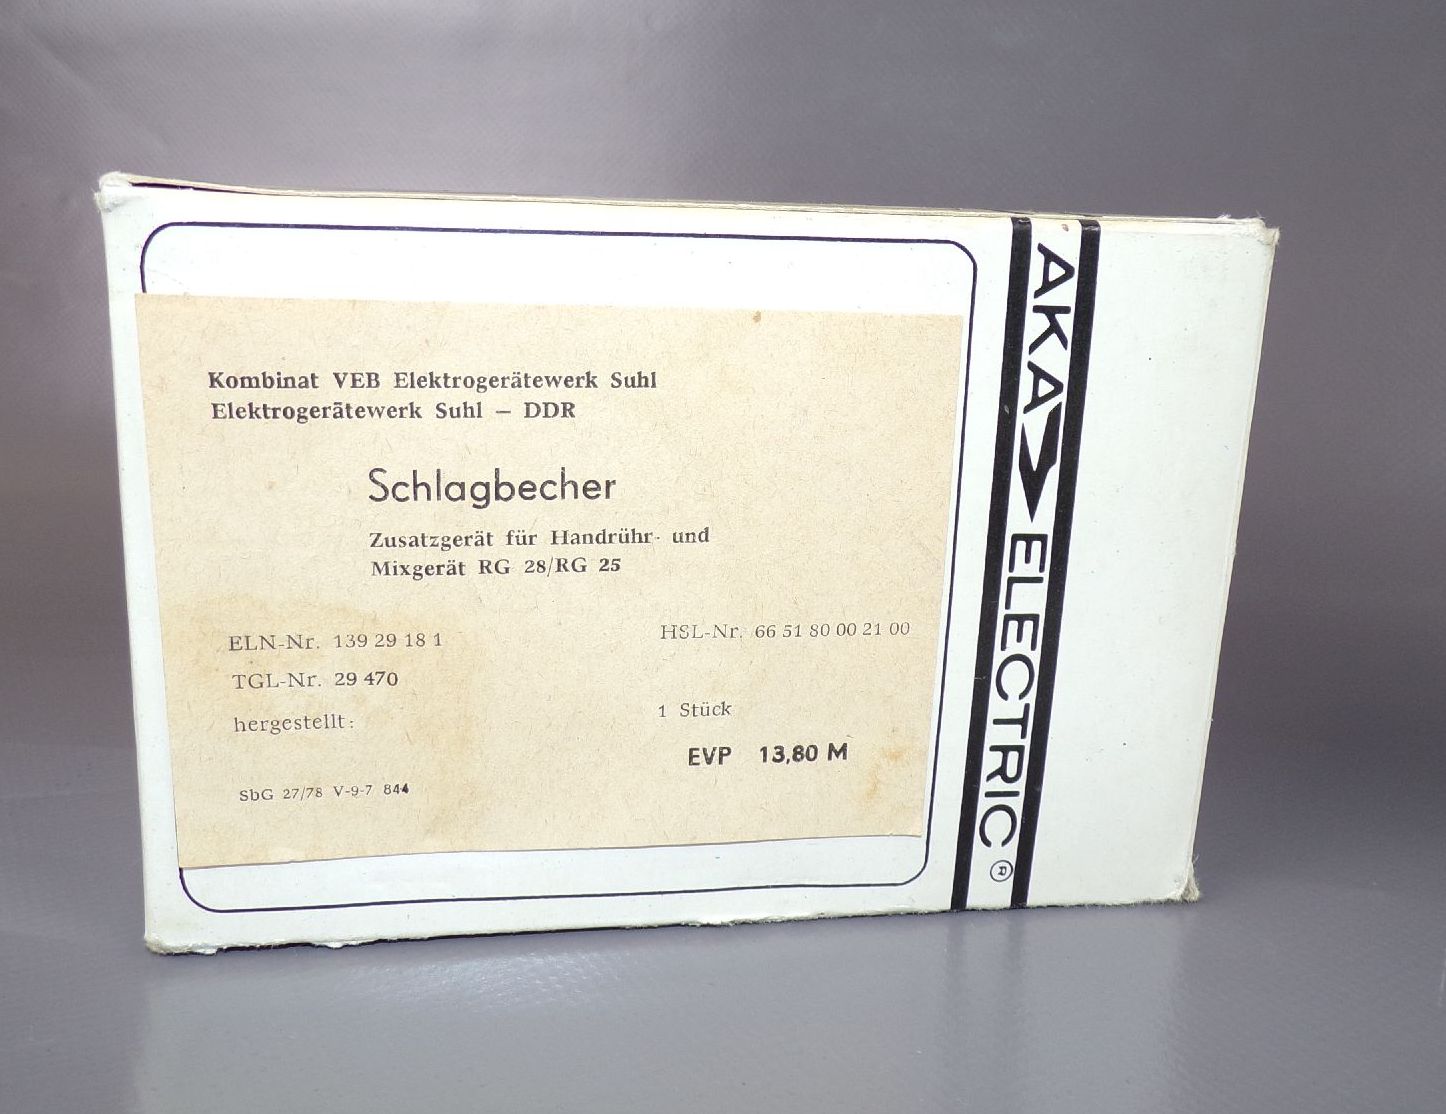 Kombinat VEB Elektrogerätewerk Suhl
Elektrogerätewerk Suhl – DDR
Schlagbecher
Zusatzgerät für Handrühr- und
Mixgerät RG 28/RG 25
ELN-Nr. 139 29 18 1
HSL-Nr. 66 51 80 00 21 00
TGL-Nr. 29 470
hergestellt:
1 Stück
EVP 13,80 M
SbG 27/78 V-9-7 844
AKA ELECTRIC ®